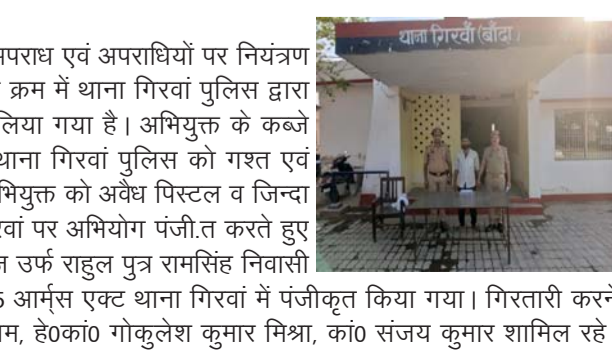 अपराध एवं अपराधियों पर नियंत्रण
क्रम में थाना गिरवां पुलिस द्वारा
लिया गया है। अभियुक्त के कब्जे
थाना गिरवां पुलिस को गश्त एवं
भियुक्त को अवैध पिस्टल व जिन्दा
रवां पर अभियोग पंजी.त करते हुए
उर्फ राहुल पुत्र रामसिंह निवासी
आर्म्स एक्ट थाना गिरवां में पंजीकृत किया गया। गिरतारी करने
हे0कां0 गोकुलेश कुमार मिश्रा, कां0 संजय कुमार शामिल रहे
थाना गिरवाँ (बाँदा)